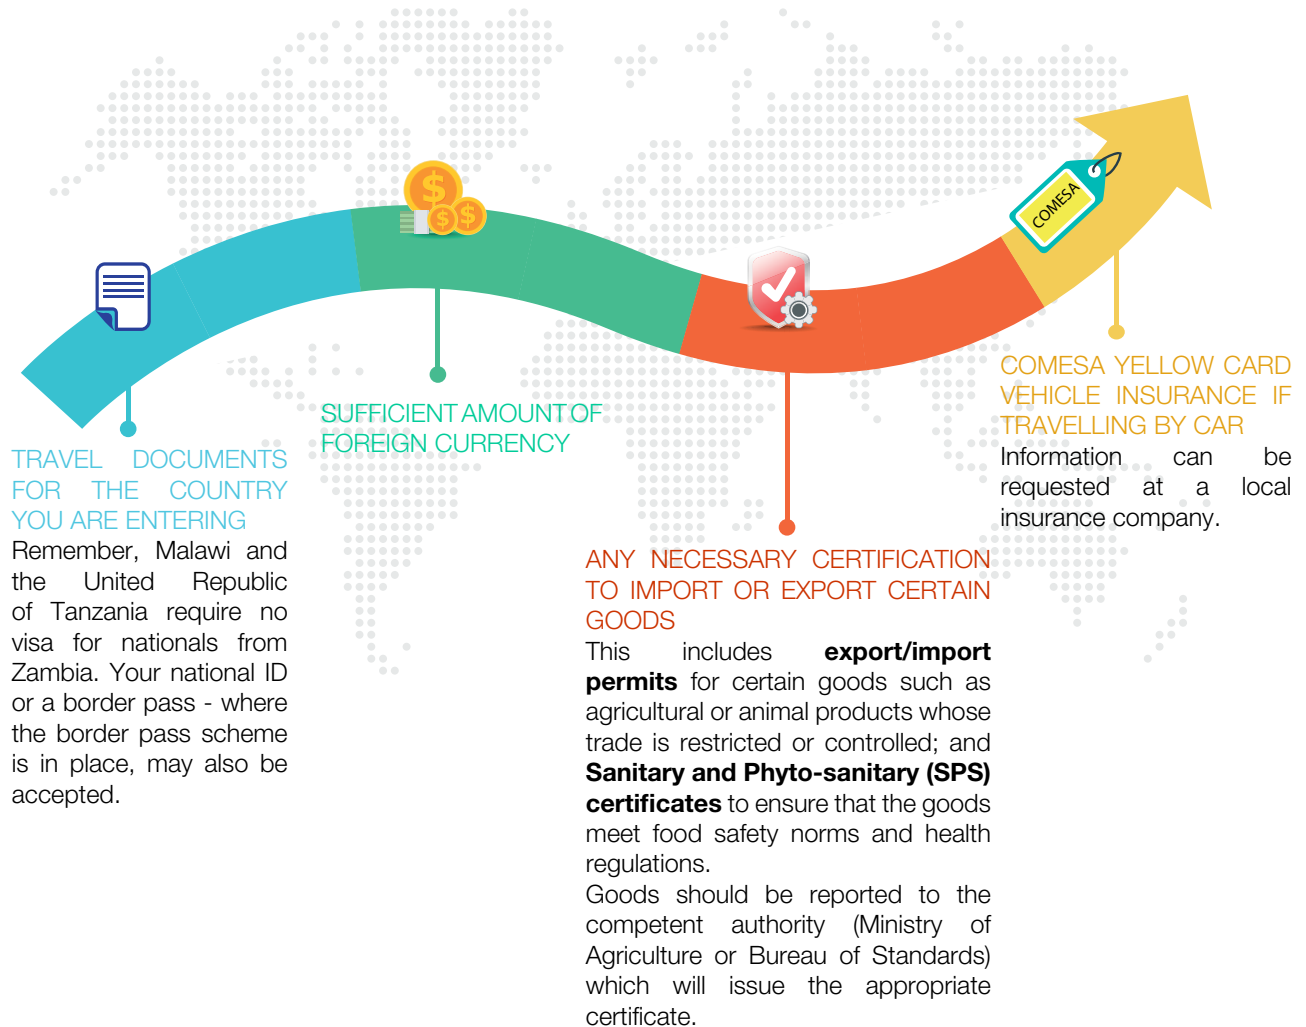 COMESA
TRAVEL DOCUMENTS
FOR THE COUNTRY
YOU ARE ENTERING
Remember, Malawi and
the United Republic
of Tanzania require no
visa for nationals from
Zambia. Your national ID
or a border pass - where
the border pass scheme
is in place, may also be
accepted.
SUFFICIENT AMOUNT OF
FOREIGN CURRENCY
ANY NECESSARY CERTIFICATION
TO IMPORT OR EXPORT CERTAIN
GOODS
This includes export/import
permits for certain goods such as
agricultural or animal products whose
trade is restricted or controlled; and
Sanitary and Phyto-sanitary (SPS)
certificates to ensure that the goods
meet food safety norms and health
regulations.
Goods should be reported to the
competent authority (Ministry of
Agriculture or Bureau of Standards)
which will issue the appropriate
certificate.
COMESA YELLOW CARD
VEHICLE INSURANCE IF
TRAVELLING BY CAR
Information can be
requested at a local
insurance company.